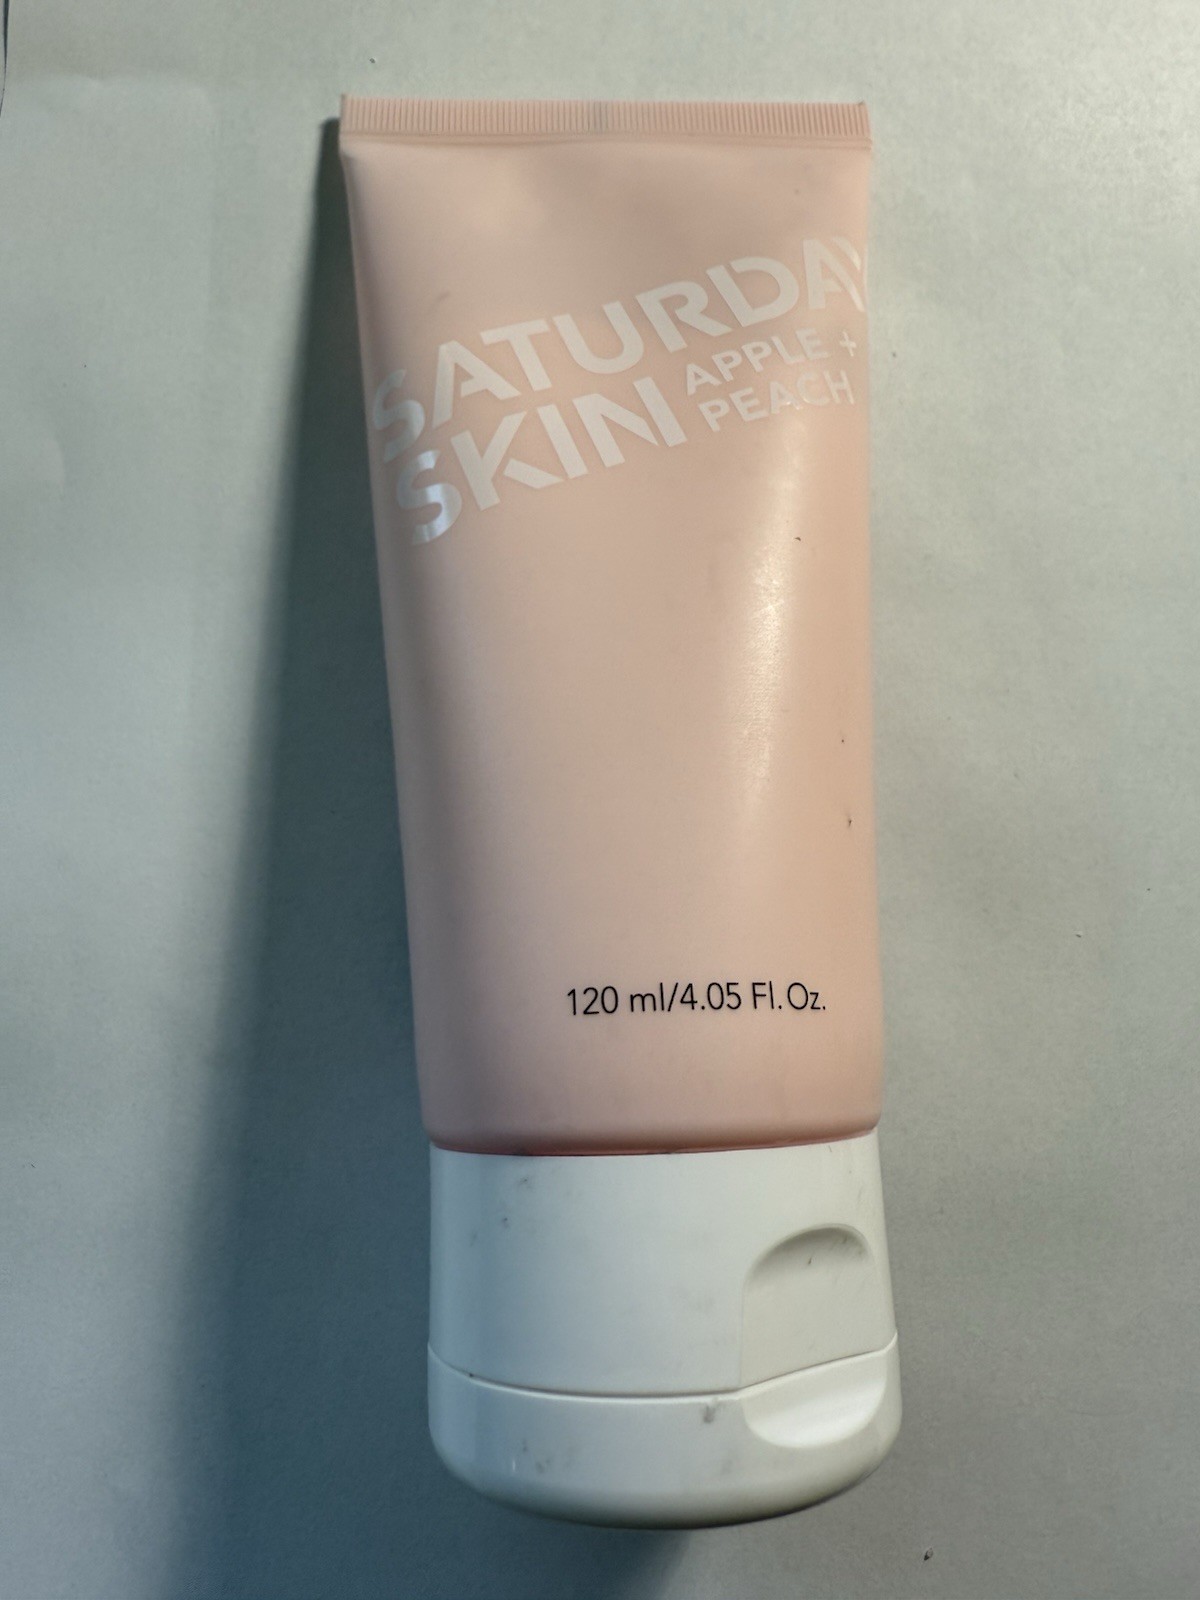 SATURDAY
SKIN
APPLE +
PEACH
120 ml/4.05 Fl. Oz.